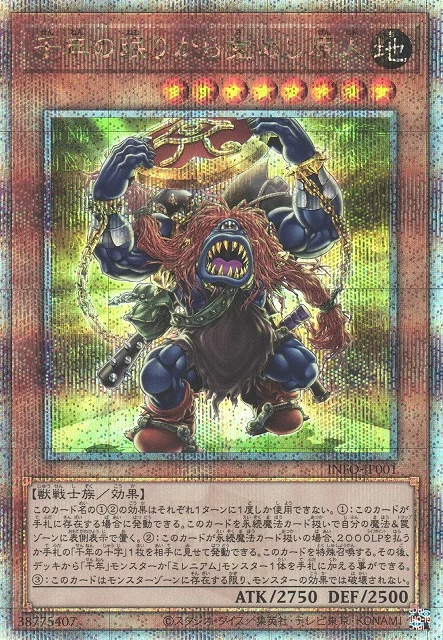 千年の眠りから覚めし原人
地
INFO-JP001
【獣戦士族／効果】
このカード名の①②の効果はそれぞれ1ターンに1度しか使用できない。①：このカードが
手札に存在する場合に発動できる。このカードを永続魔法カード扱いで自分の魔法＆罠
ゾーンに表側表示で置く。②：このカードが永続魔法カード扱いの場合、2000LPを払う
か手札の「千年の十字」1枚を相手に見せて発動できる。このカードを特殊召喚する。その後、
デッキから「千年」モンスターか「ミレニアム」モンスター1体を手札に加える事ができる。
③：このカードはモンスターゾーンに存在する限り、モンスターの効果では破壊されない。
ATK/2750 DEF/2500
38775407
©スタジオ・ダイス／集英社・テレビ東京・KONAMI